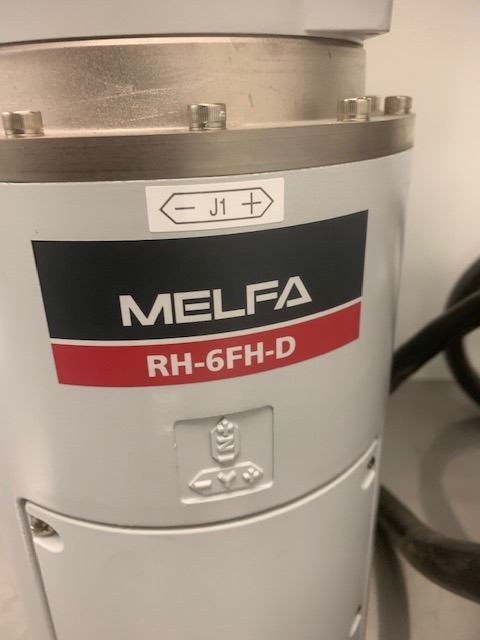 − J1 +
MELFA
RH-6FH-D